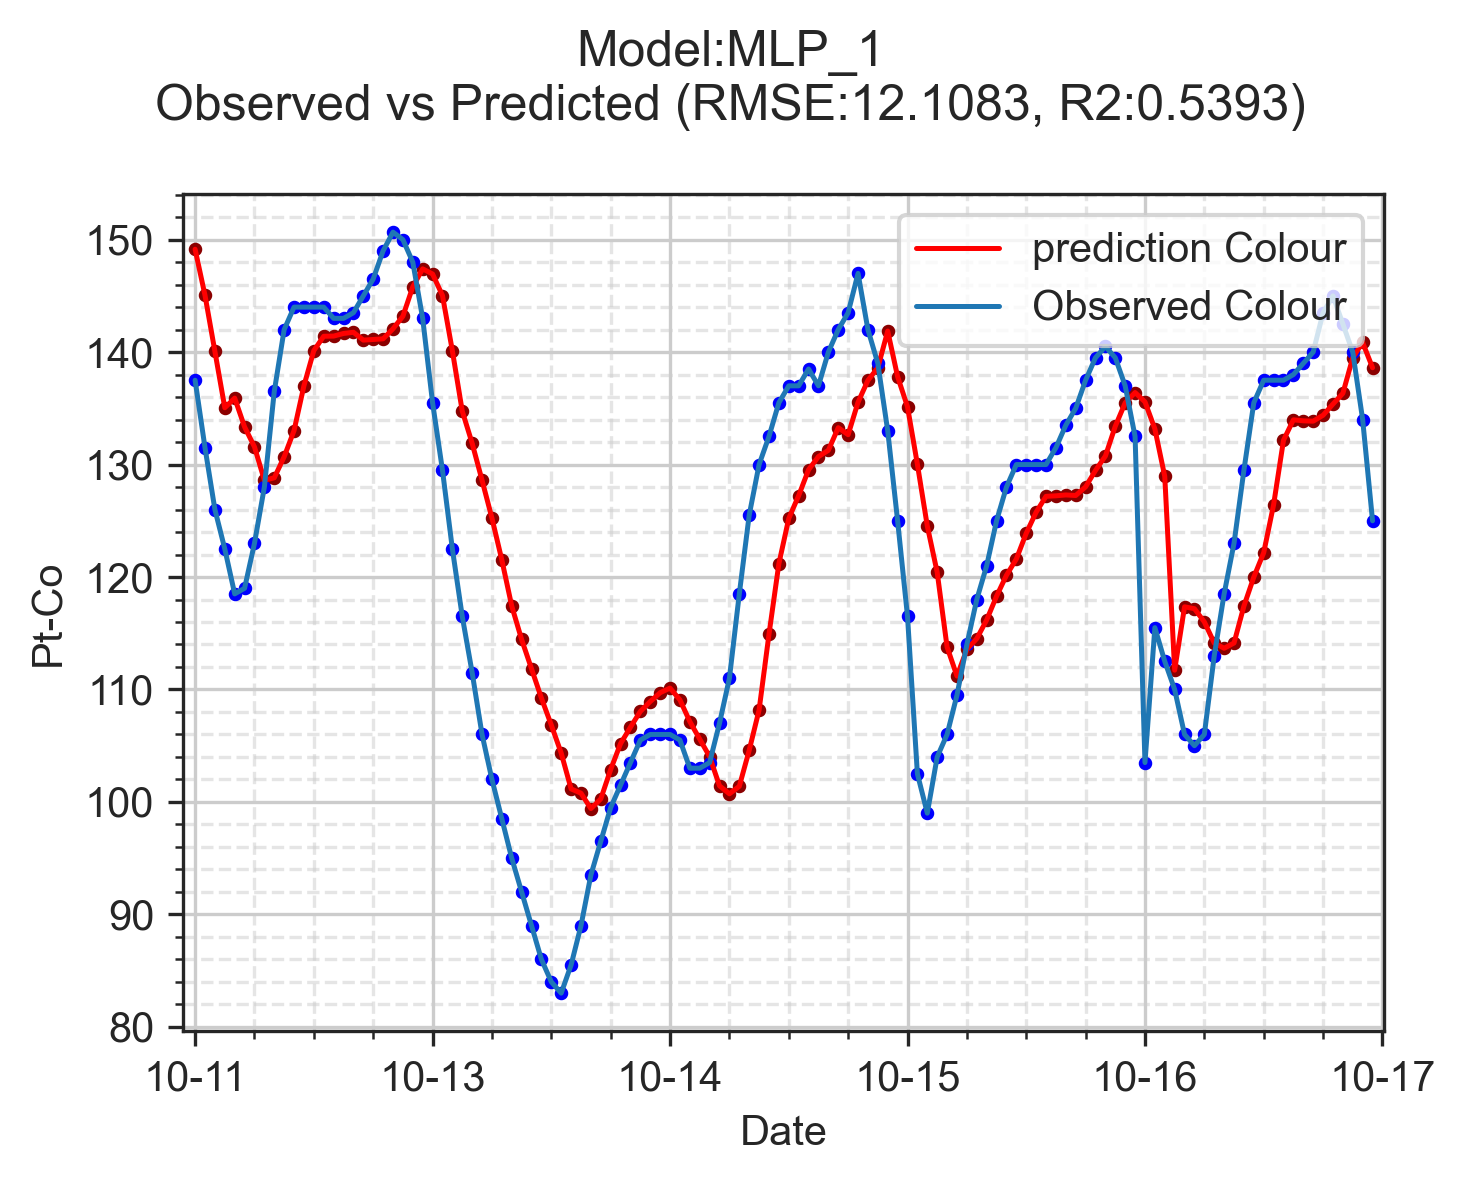 Model:MLP_1
Observed vs Predicted (RMSE:12.1083, R2:0.5393)
prediction Colour
Observed Colour
150
140
130
120
110
100
90
80
Pt-Co
10-11 10-13 10-14 10-15 10-16 10-17
Date